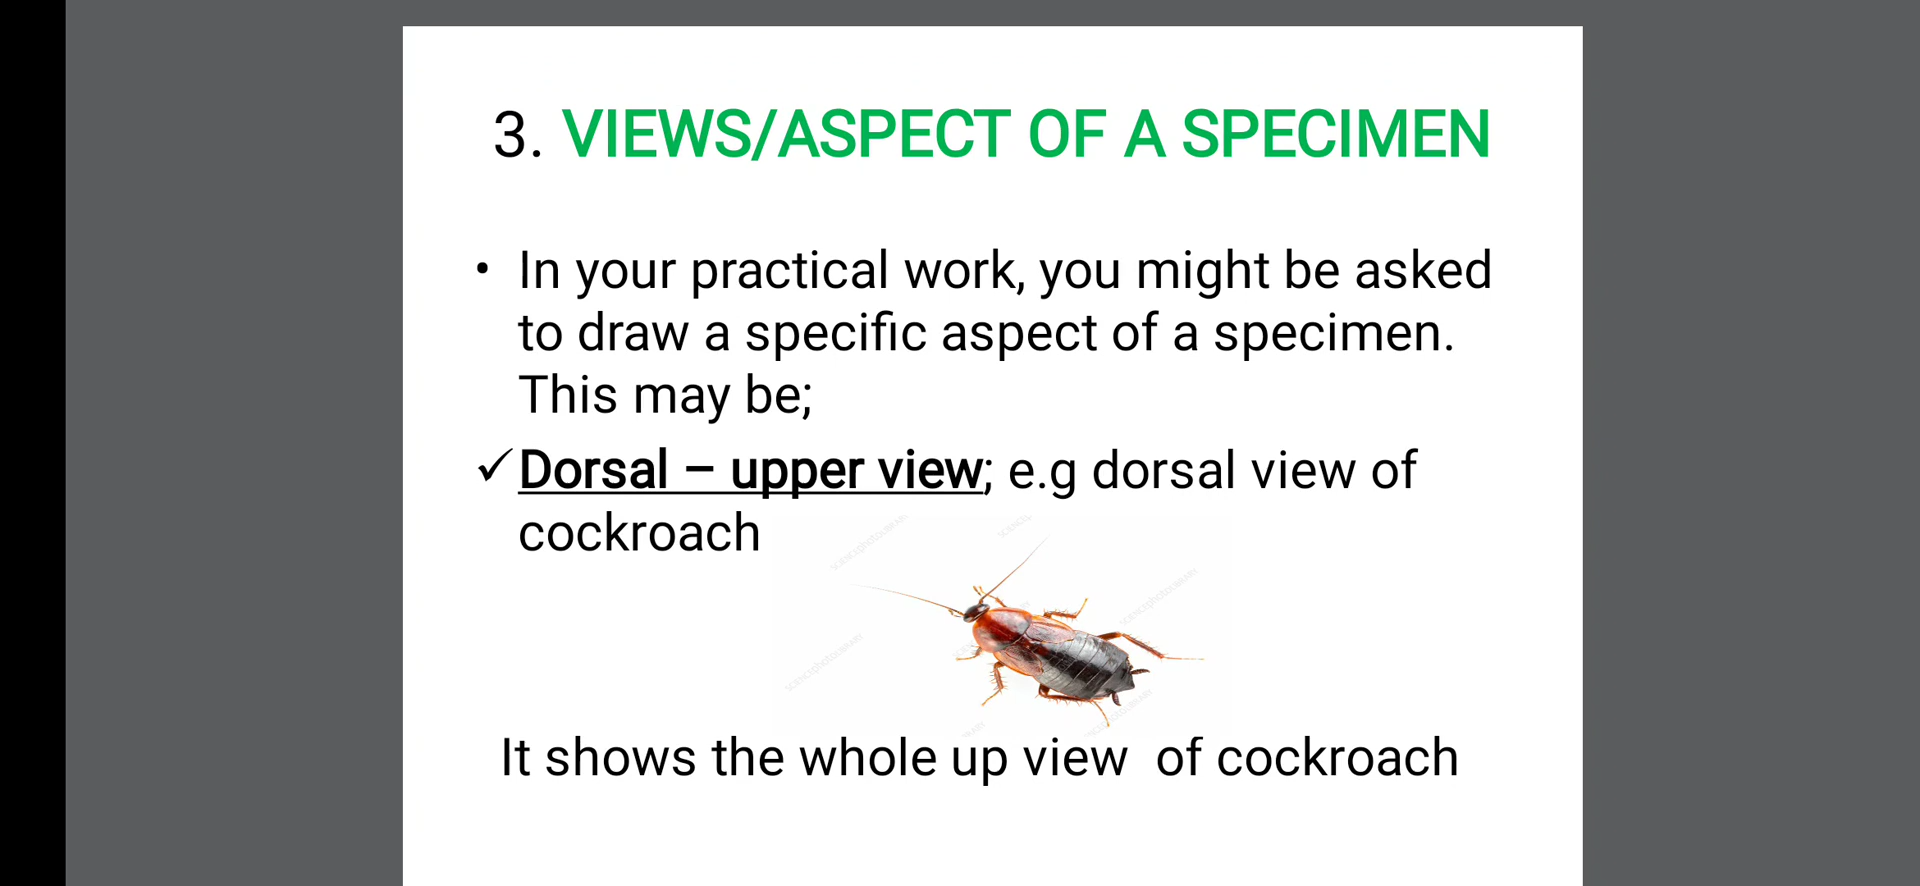 3. VIEWS/ASPECT OF A SPECIMEN
• In your practical work, you might be asked
to draw a specific aspect of a specimen.
This may be;
✓ Dorsal – upper view; e.g dorsal view of
cockroach
It shows the whole up view of cockroach